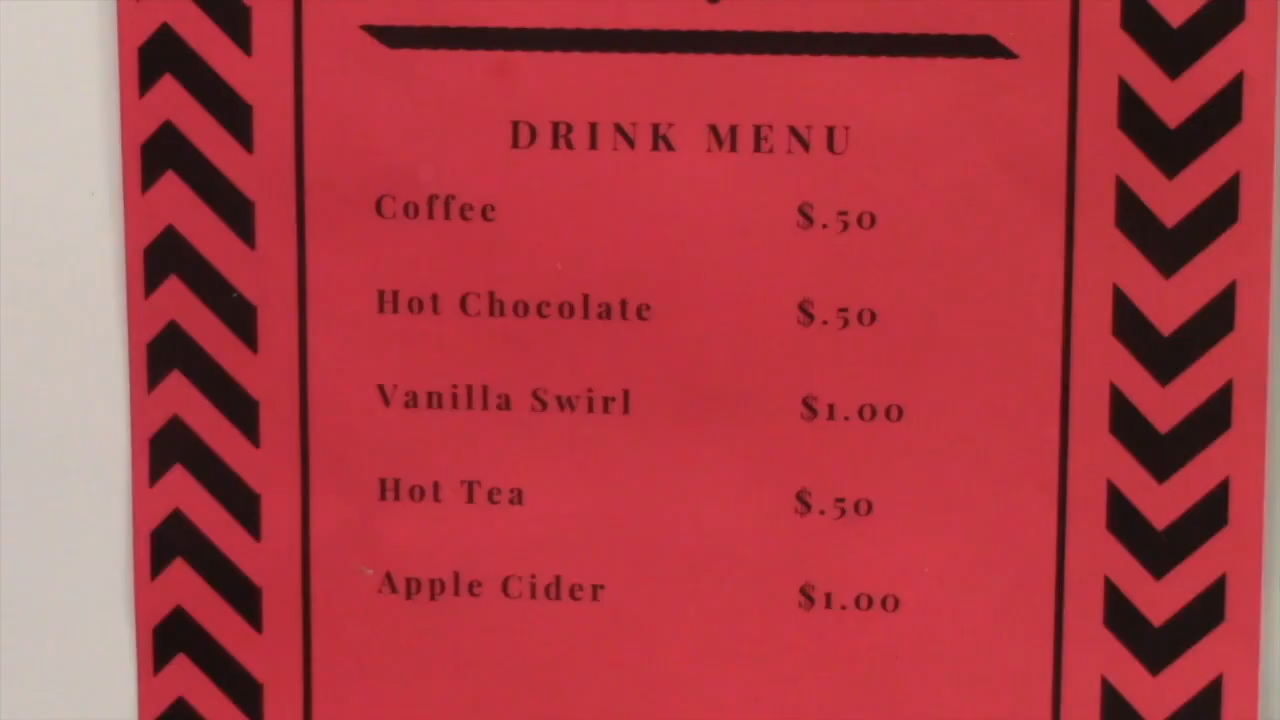 DRINK MENU
Coffee $.50
Hot Chocolate $.50
Vanilla Swirl $1.00
Hot Tea $.50
Apple Cider $1.00